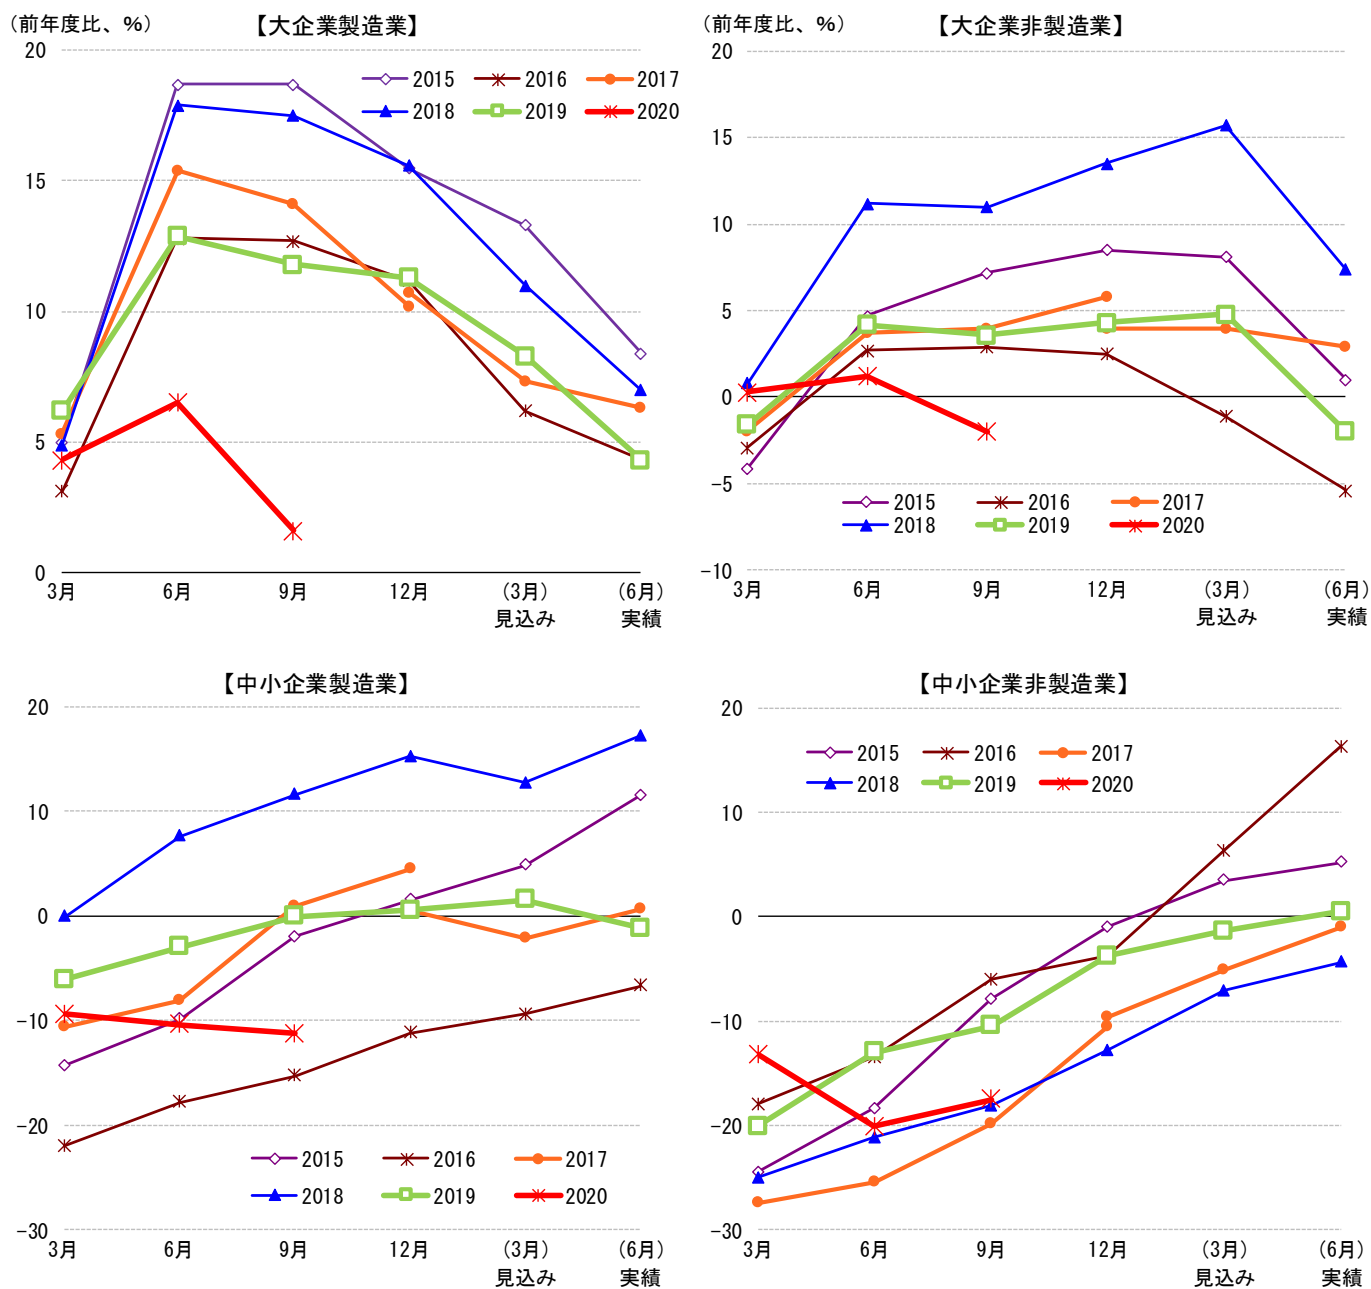 （前年度比、％）
【大企業製造業】
20
15
10
5
0
2015
2016
2017
2018
2019
2020
3月
6月
9月
12月
（3月）
見込み
（6月）
実績
（前年度比、％）
【大企業非製造業】
20
15
10
5
0
-5
-10
2015
2016
2017
2018
2019
2020
3月
6月
9月
12月
（3月）
見込み
（6月）
実績
【中小企業製造業】
20
10
0
-10
-20
-30
2015
2016
2017
2018
2019
2020
3月
6月
9月
12月
（3月）
見込み
（6月）
実績
【中小企業非製造業】
20
10
0
-10
-20
-30
2015
2016
2017
2018
2019
2020
3月
6月
9月
12月
（3月）
見込み
（6月）
実績